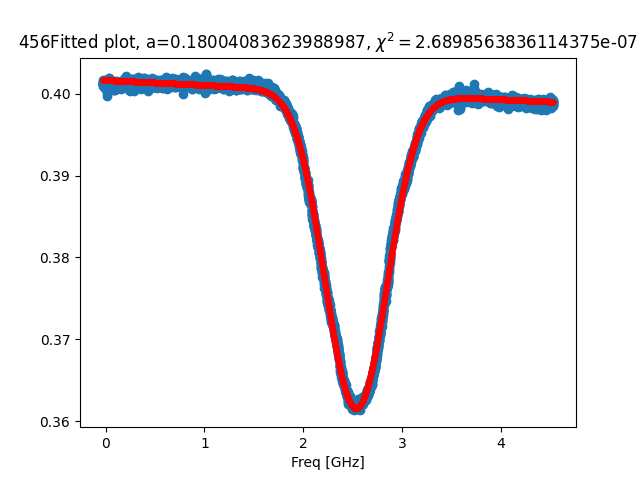 456Fitted plot, a=0.18004083623988987, χ² = 2.6898563836114375e-07
0.40
0.39
0.38
0.37
0.36
0 1 2 3 4
Freq [GHz]